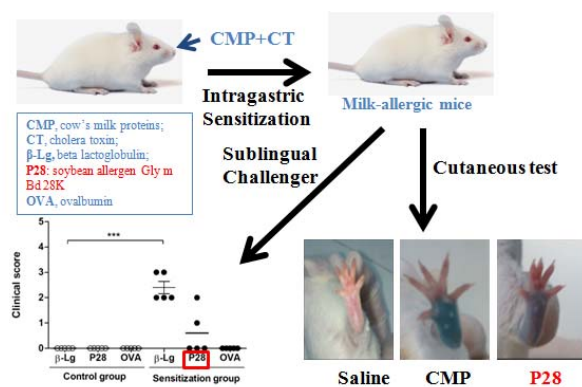 CMP+CT
Intragastric
Sensitization
Milk-allergic mice
CMP, cow's milk proteins;
CT, cholera toxin;
β-Lg, beta lactoglobulin;
P28: soybean allergen Gly m
Bd 28K
OVA, ovalbumin
Sublingual
Challenger
Cutaneous test
Clinical score
5
4
3
2
1
0
***
β-Lg P28 OVA β-Lg P28 OVA
Control group Sensitization group
Saline CMP P28